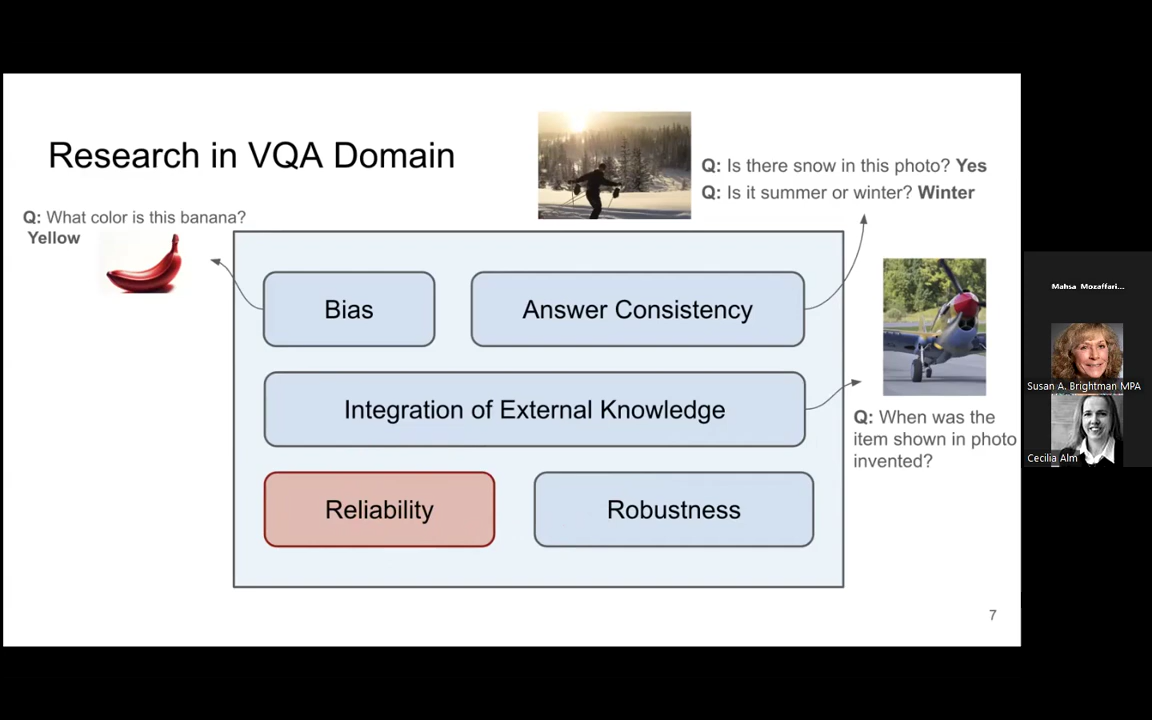 Research in VQA Domain
Q: Is there snow in this photo? Yes
Q: Is it summer or winter? Winter
Q: What color is this banana?
Yellow
Bias
Answer Consistency
Integration of External Knowledge
Q: When was the
item shown in photo
invented?
Reliability
Robustness
7
Mahsa Mozaffari...
Susan A. Brightman MPA
Cecilia Alm